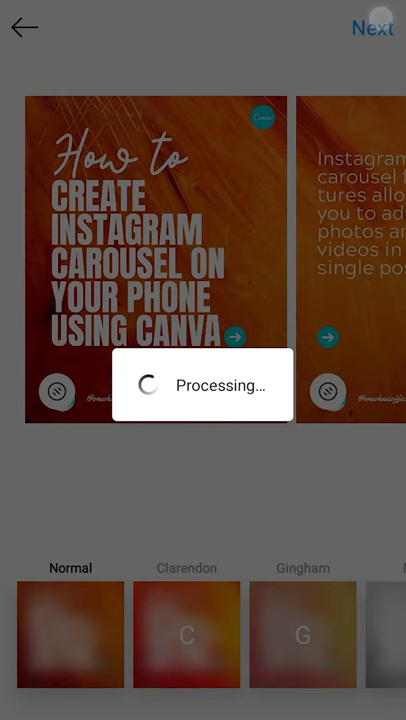 Next
Canva
How to
CREATE
INSTAGRAM
CAROUSEL ON
YOUR PHONE
USING CANVA
Instagram
carousel f
tures allo
you to ad
photos an
videos in
single pos
Processing...
Normal
Clarendon
Gingham
C
G